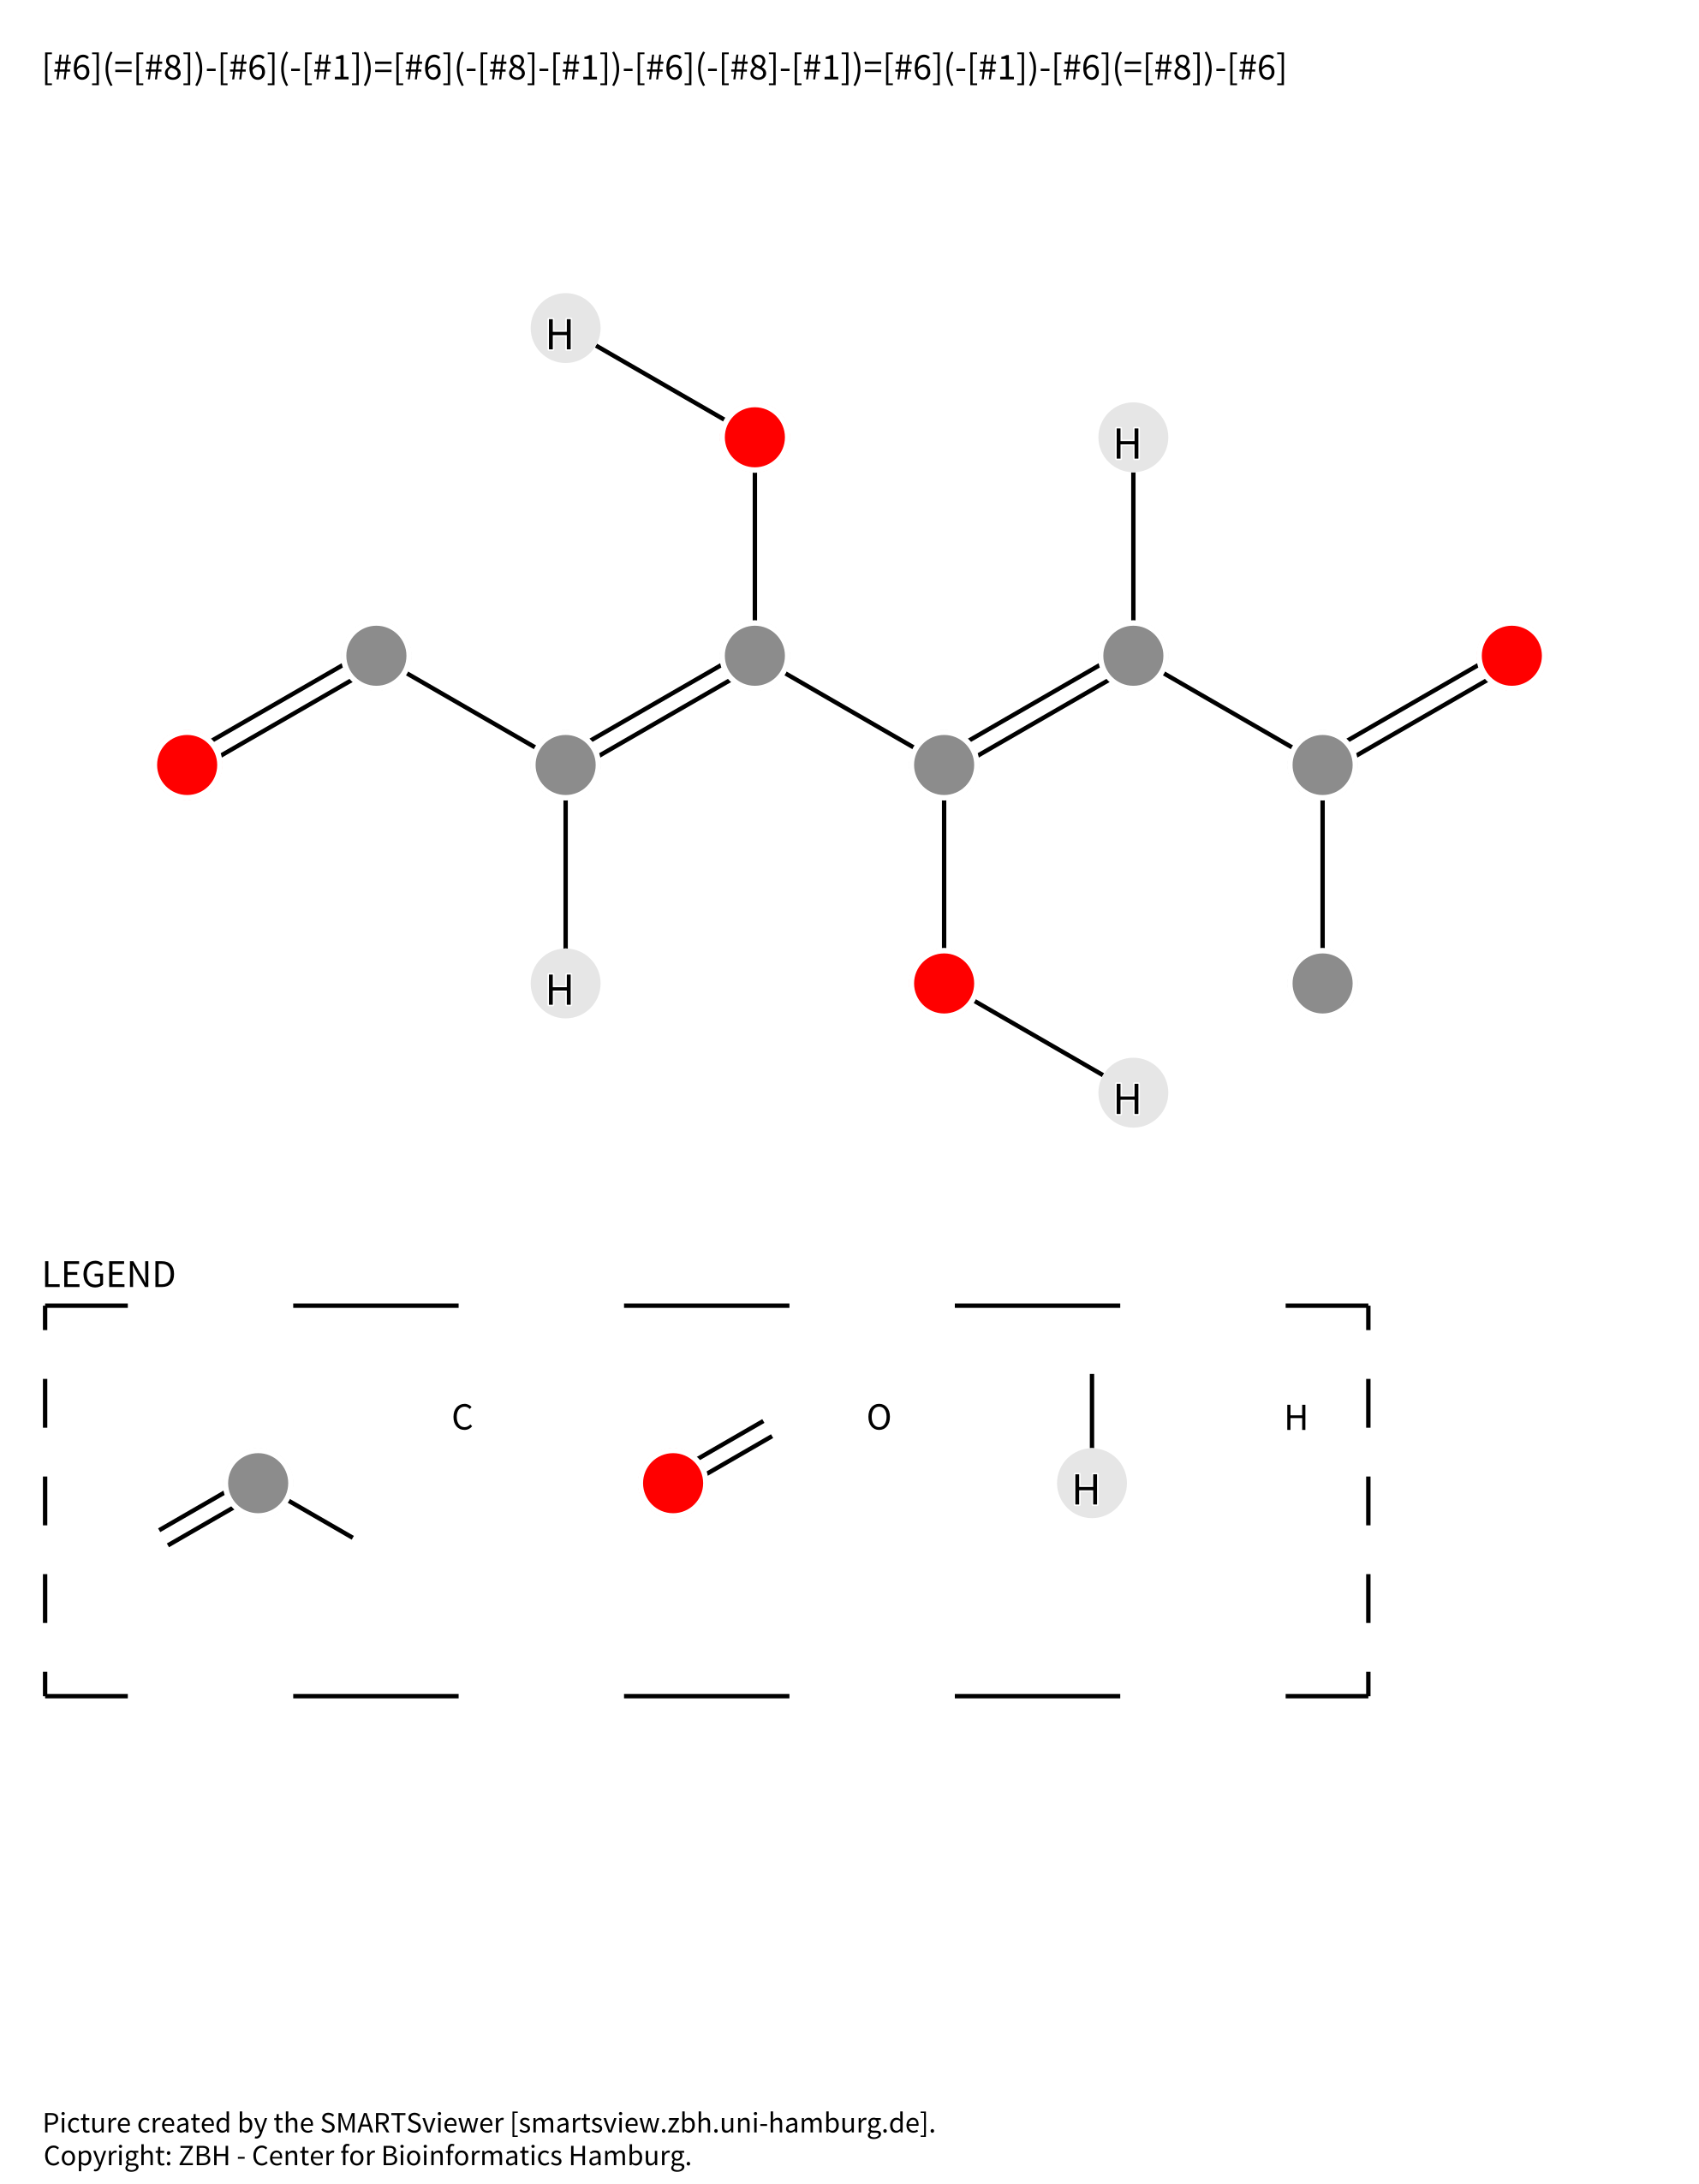 [#6](=[#8])-[#6](-[#1])=[#6](-[#8]-[#1])-[#6](-[#8]-[#1])=[#6](-[#1])-[#6](=[#8])-[#6]
H
H
H
H
LEGEND
C O H
H
Picture created by the SMARTSviewer [smartsview.zbh.uni-hamburg.de].
Copyright: ZBH - Center for Bioinformatics Hamburg.